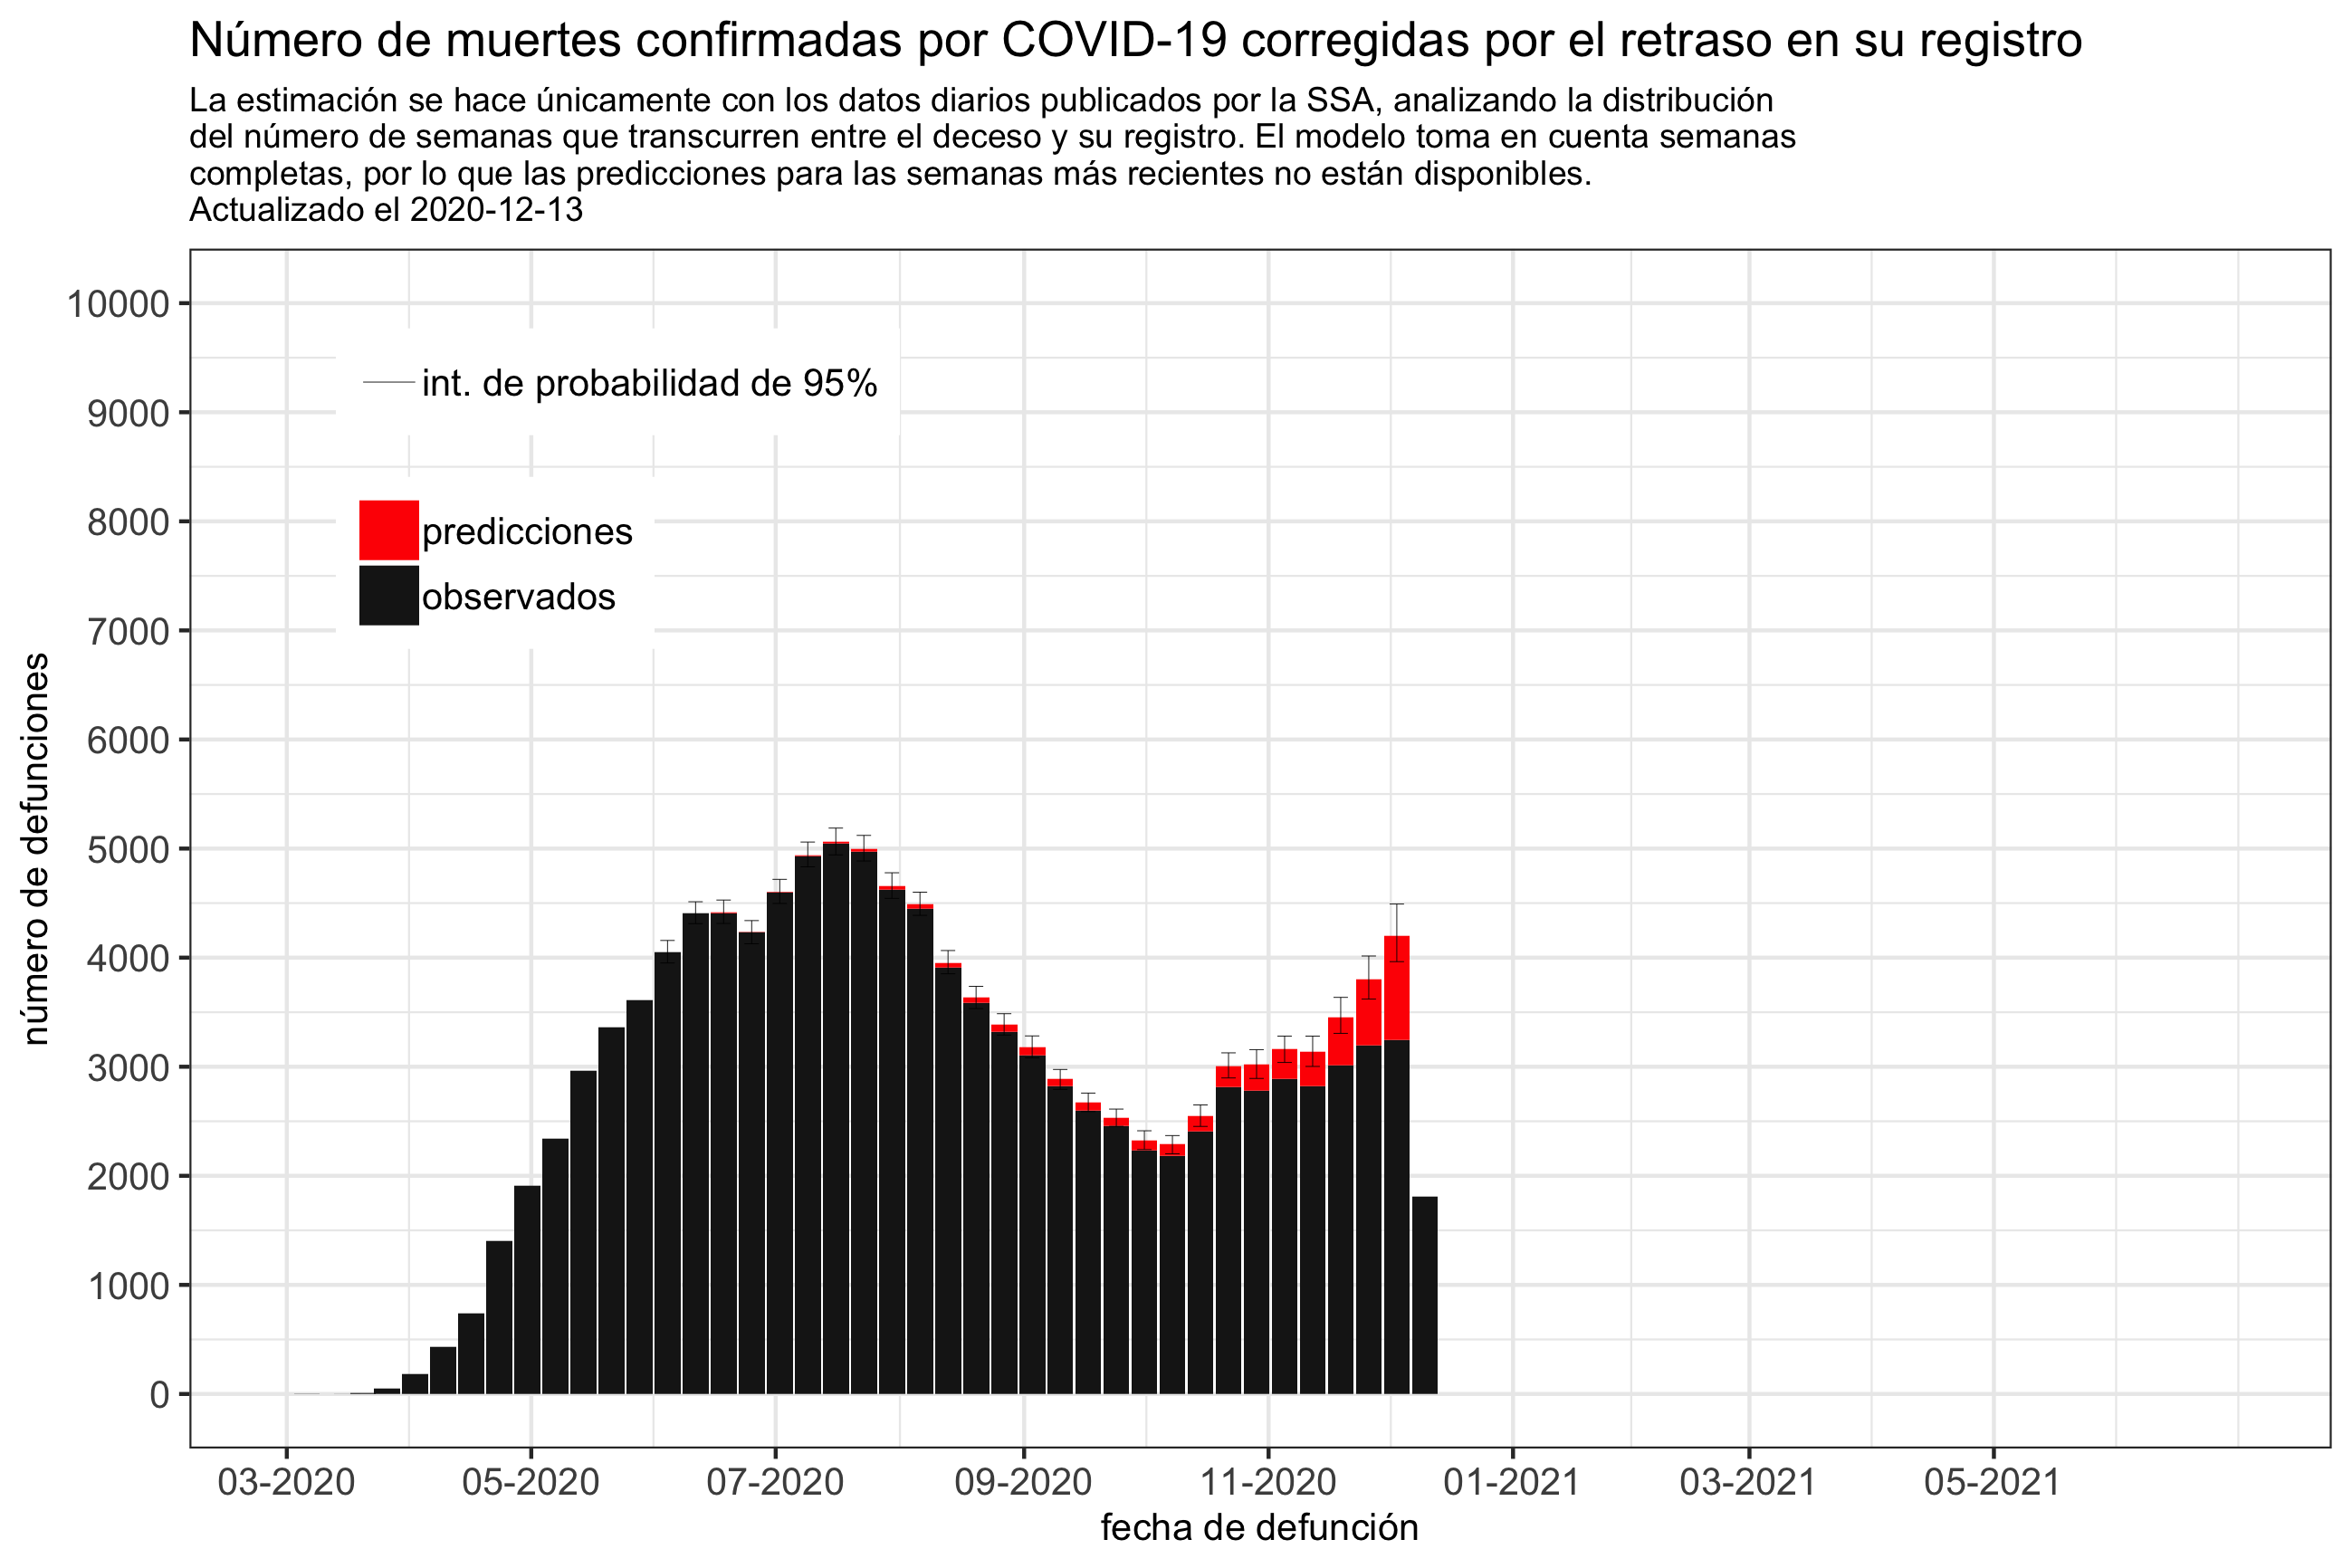 Número de muertes confirmadas por COVID-19 corregidas por el retraso en su registro
La estimación se hace únicamente con los datos diarios publicados por la SSA, analizando la distribución
del número de semanas que transcurren entre el deceso y su registro. El modelo toma en cuenta semanas
completas, por lo que las predicciones para las semanas más recientes no están disponibles.
Actualizado el 2020-12-13
número de defunciones
10000
9000
8000
7000
6000
5000
4000
3000
2000
1000
0
int. de probabilidad de 95%
predicciones
observados
03-2020
05-2020
07-2020
09-2020
11-2020
01-2021
03-2021
05-2021
fecha de defunción